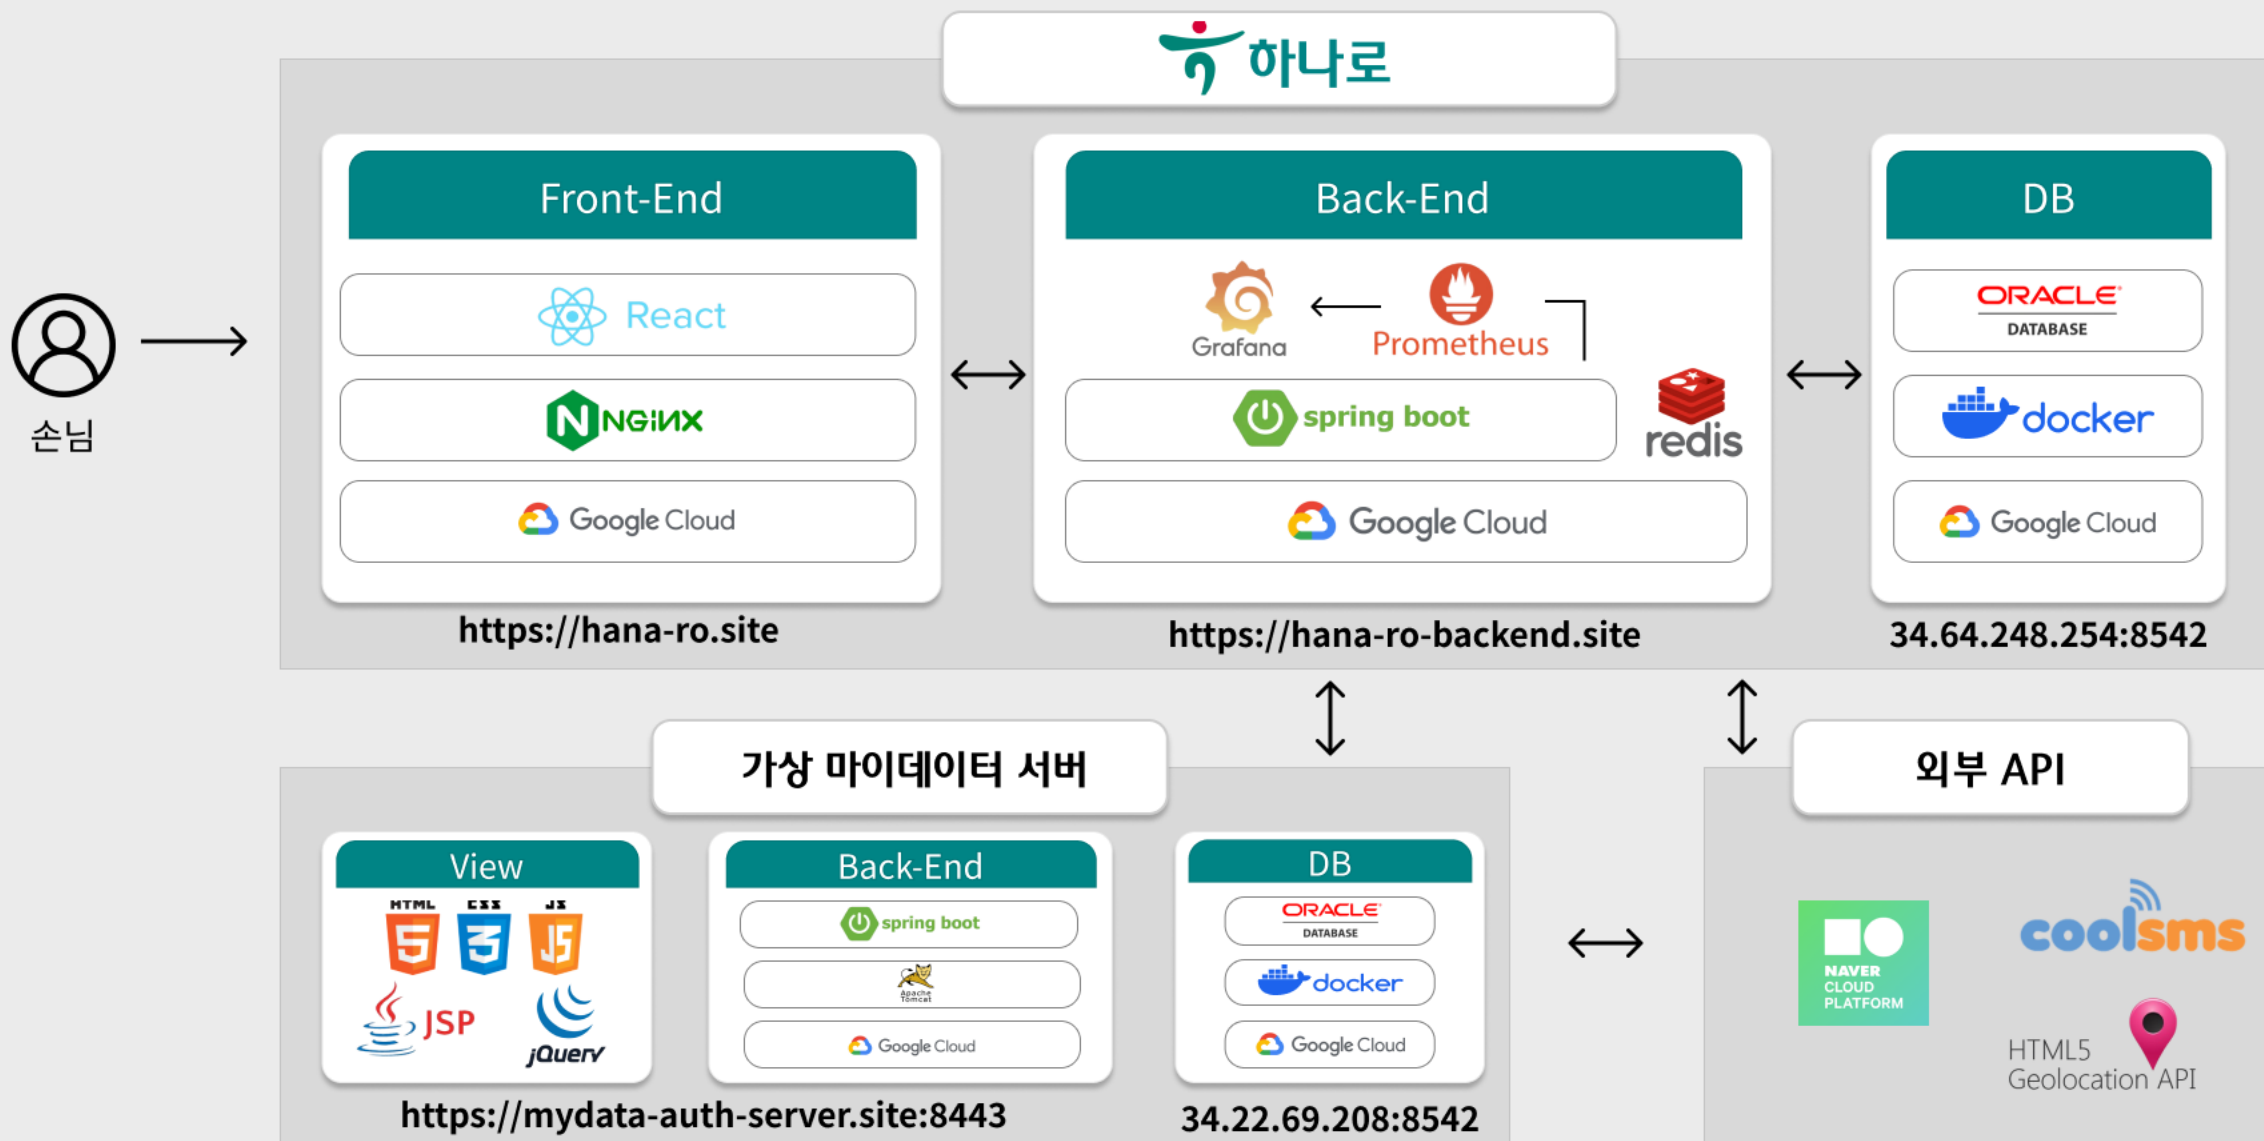 하나로
Front-End
React
NGINX
Google Cloud
https://hana-ro.site
Back-End
Grafana
Prometheus
spring boot
redis
Google Cloud
https://hana-ro-backend.site
DB
ORACLE
DATABASE
docker
Google Cloud
34.64.248.254:8542
손님
가상 마이데이터 서버
View
HTML
CSS
JS
JSP
jQuery
Back-End
spring boot
Apache
Tomcat
Google Cloud
https://mydata-auth-server.site:8443
DB
ORACLE
DATABASE
docker
Google Cloud
34.22.69.208:8542
외부 API
NAVER
CLOUD
PLATFORM
coolsms
HTML5
Geolocation API